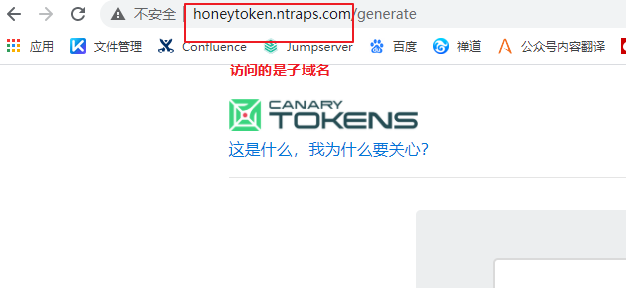 不安全 | honeytoken.ntraps.com/generate
应用 文件管理 Confluence Jumpserver 百度 禅道 公众号内容翻译
访问的是子域名
CANARY
TOKENS
这是什么，我为什么要关心？